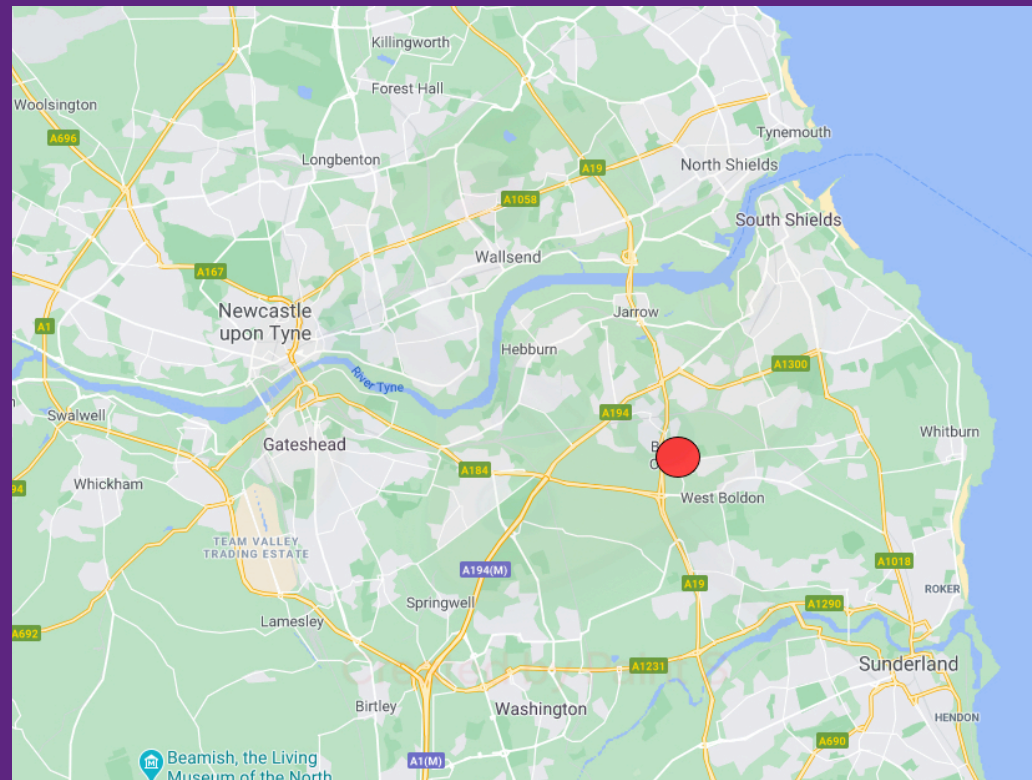 Killingworth
Forest Hall
Woolsington
A696
Tynemouth
Longbenton
North Shields
A19
A1058
South Shields
Wallsend
A167
Newcastle
upon Tyne
Jarrow
A1
Hebburn
A1300
River Tyne
A194
Swalwell
Whitburn
Gateshead
A184
Whickham
94
West Boldon
TEAM VALLEY
TRADING ESTATE
A1018
A194(M)
A19
ROKER
Springwell
A1290
Lamesley
A692
Sunderland
A1231
Birtley
Washington
HENDON
A690
Beamish, the Living
Museum of the North
A1(M)